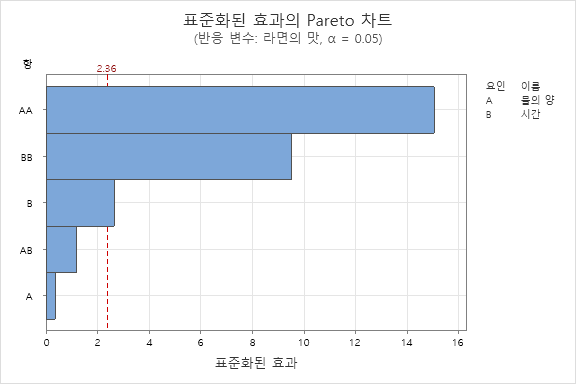 표준화된 효과의 Pareto 차트
(반응 변수: 라면의 맛, α = 0.05)
항
2.36
요인 이름
A 물의 양
B 시간
AA
BB
B
AB
A
0 2 4 6 8 10 12 14 16
표준화된 효과